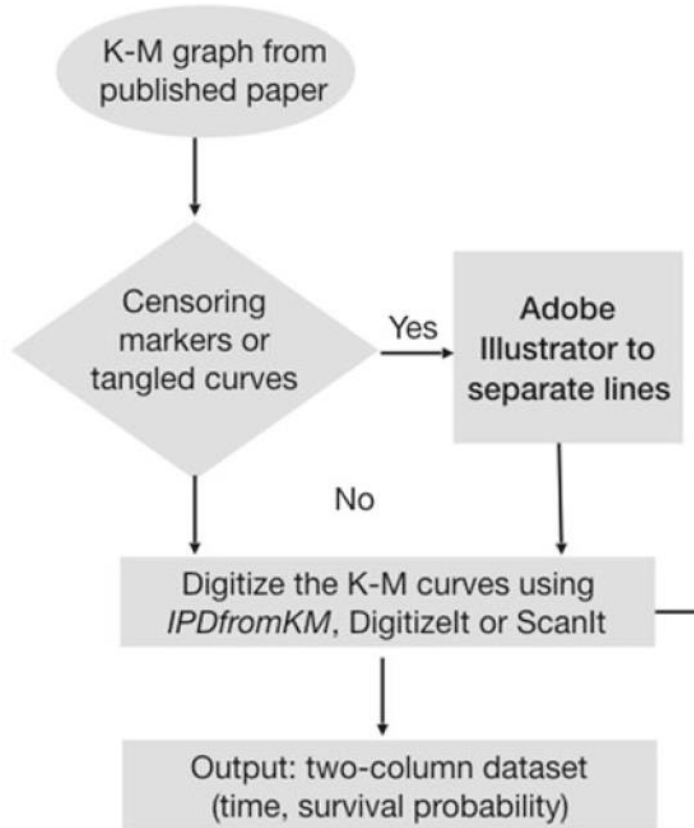 K-M graph from
published paper
Censoring
markers or
tangled curves
Yes
Adobe
Illustrator to
separate lines
No
Digitize the K-M curves using
IPDfromKM, DigitizeIt or ScanIt
Output: two-column dataset
(time, survival probability)